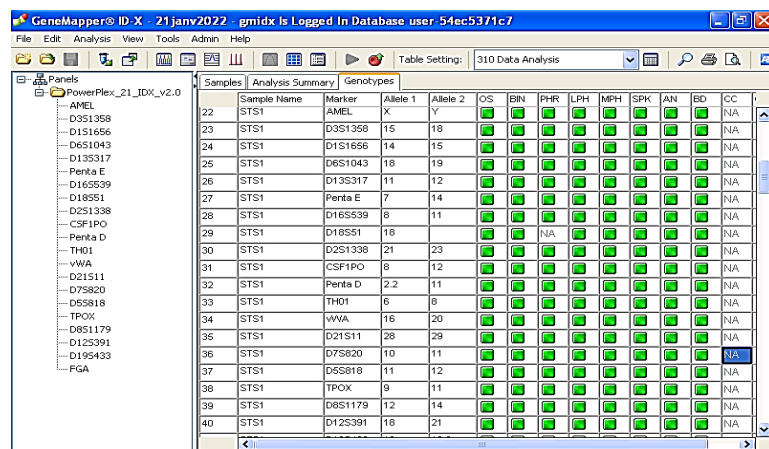 GeneMapper® ID-X - 21janv2022 - gmidx Is Logged In Database user-54ec5371c7
File Edit Analysis View Tools Admin Help
Table Setting: 310 Data Analysis
Panels
PowerPlex_21_IDX_v2.0
AMEL
D3S1358
D1S1656
D6S1043
D13S317
Penta E
D16S539
D18S51
D2S1338
CSF1PO
Penta D
TH01
vWA
D21S11
D7S820
D5S818
TPOX
D8S1179
D12S391
D19S433
FGA
Samples Analysis Summary Genotypes
Sample Name Marker Allele 1 Allele 2 OS BIN PHR LPH MPH SPK AN BD CC
22 STS1 AMEL X Y NA
23 STS1 D3S1358 15 18 NA
24 STS1 D1S1656 14 15 NA
25 STS1 D6S1043 18 19 NA
26 STS1 D13S317 11 12 NA
27 STS1 Penta E 7 14 NA
28 STS1 D16S539 8 11 NA
29 STS1 D18S51 18 NA NA
30 STS1 D2S1338 21 23 NA
31 STS1 CSF1PO 8 12 NA
32 STS1 Penta D 2.2 11 NA
33 STS1 TH01 6 8 NA
34 STS1 vWA 16 20 NA
35 STS1 D21S11 28 29 NA
36 STS1 D7S820 10 11 NA
37 STS1 D5S818 11 12 NA
38 STS1 TPOX 9 11 NA
39 STS1 D8S1179 12 14 NA
40 STS1 D12S391 18 21 NA